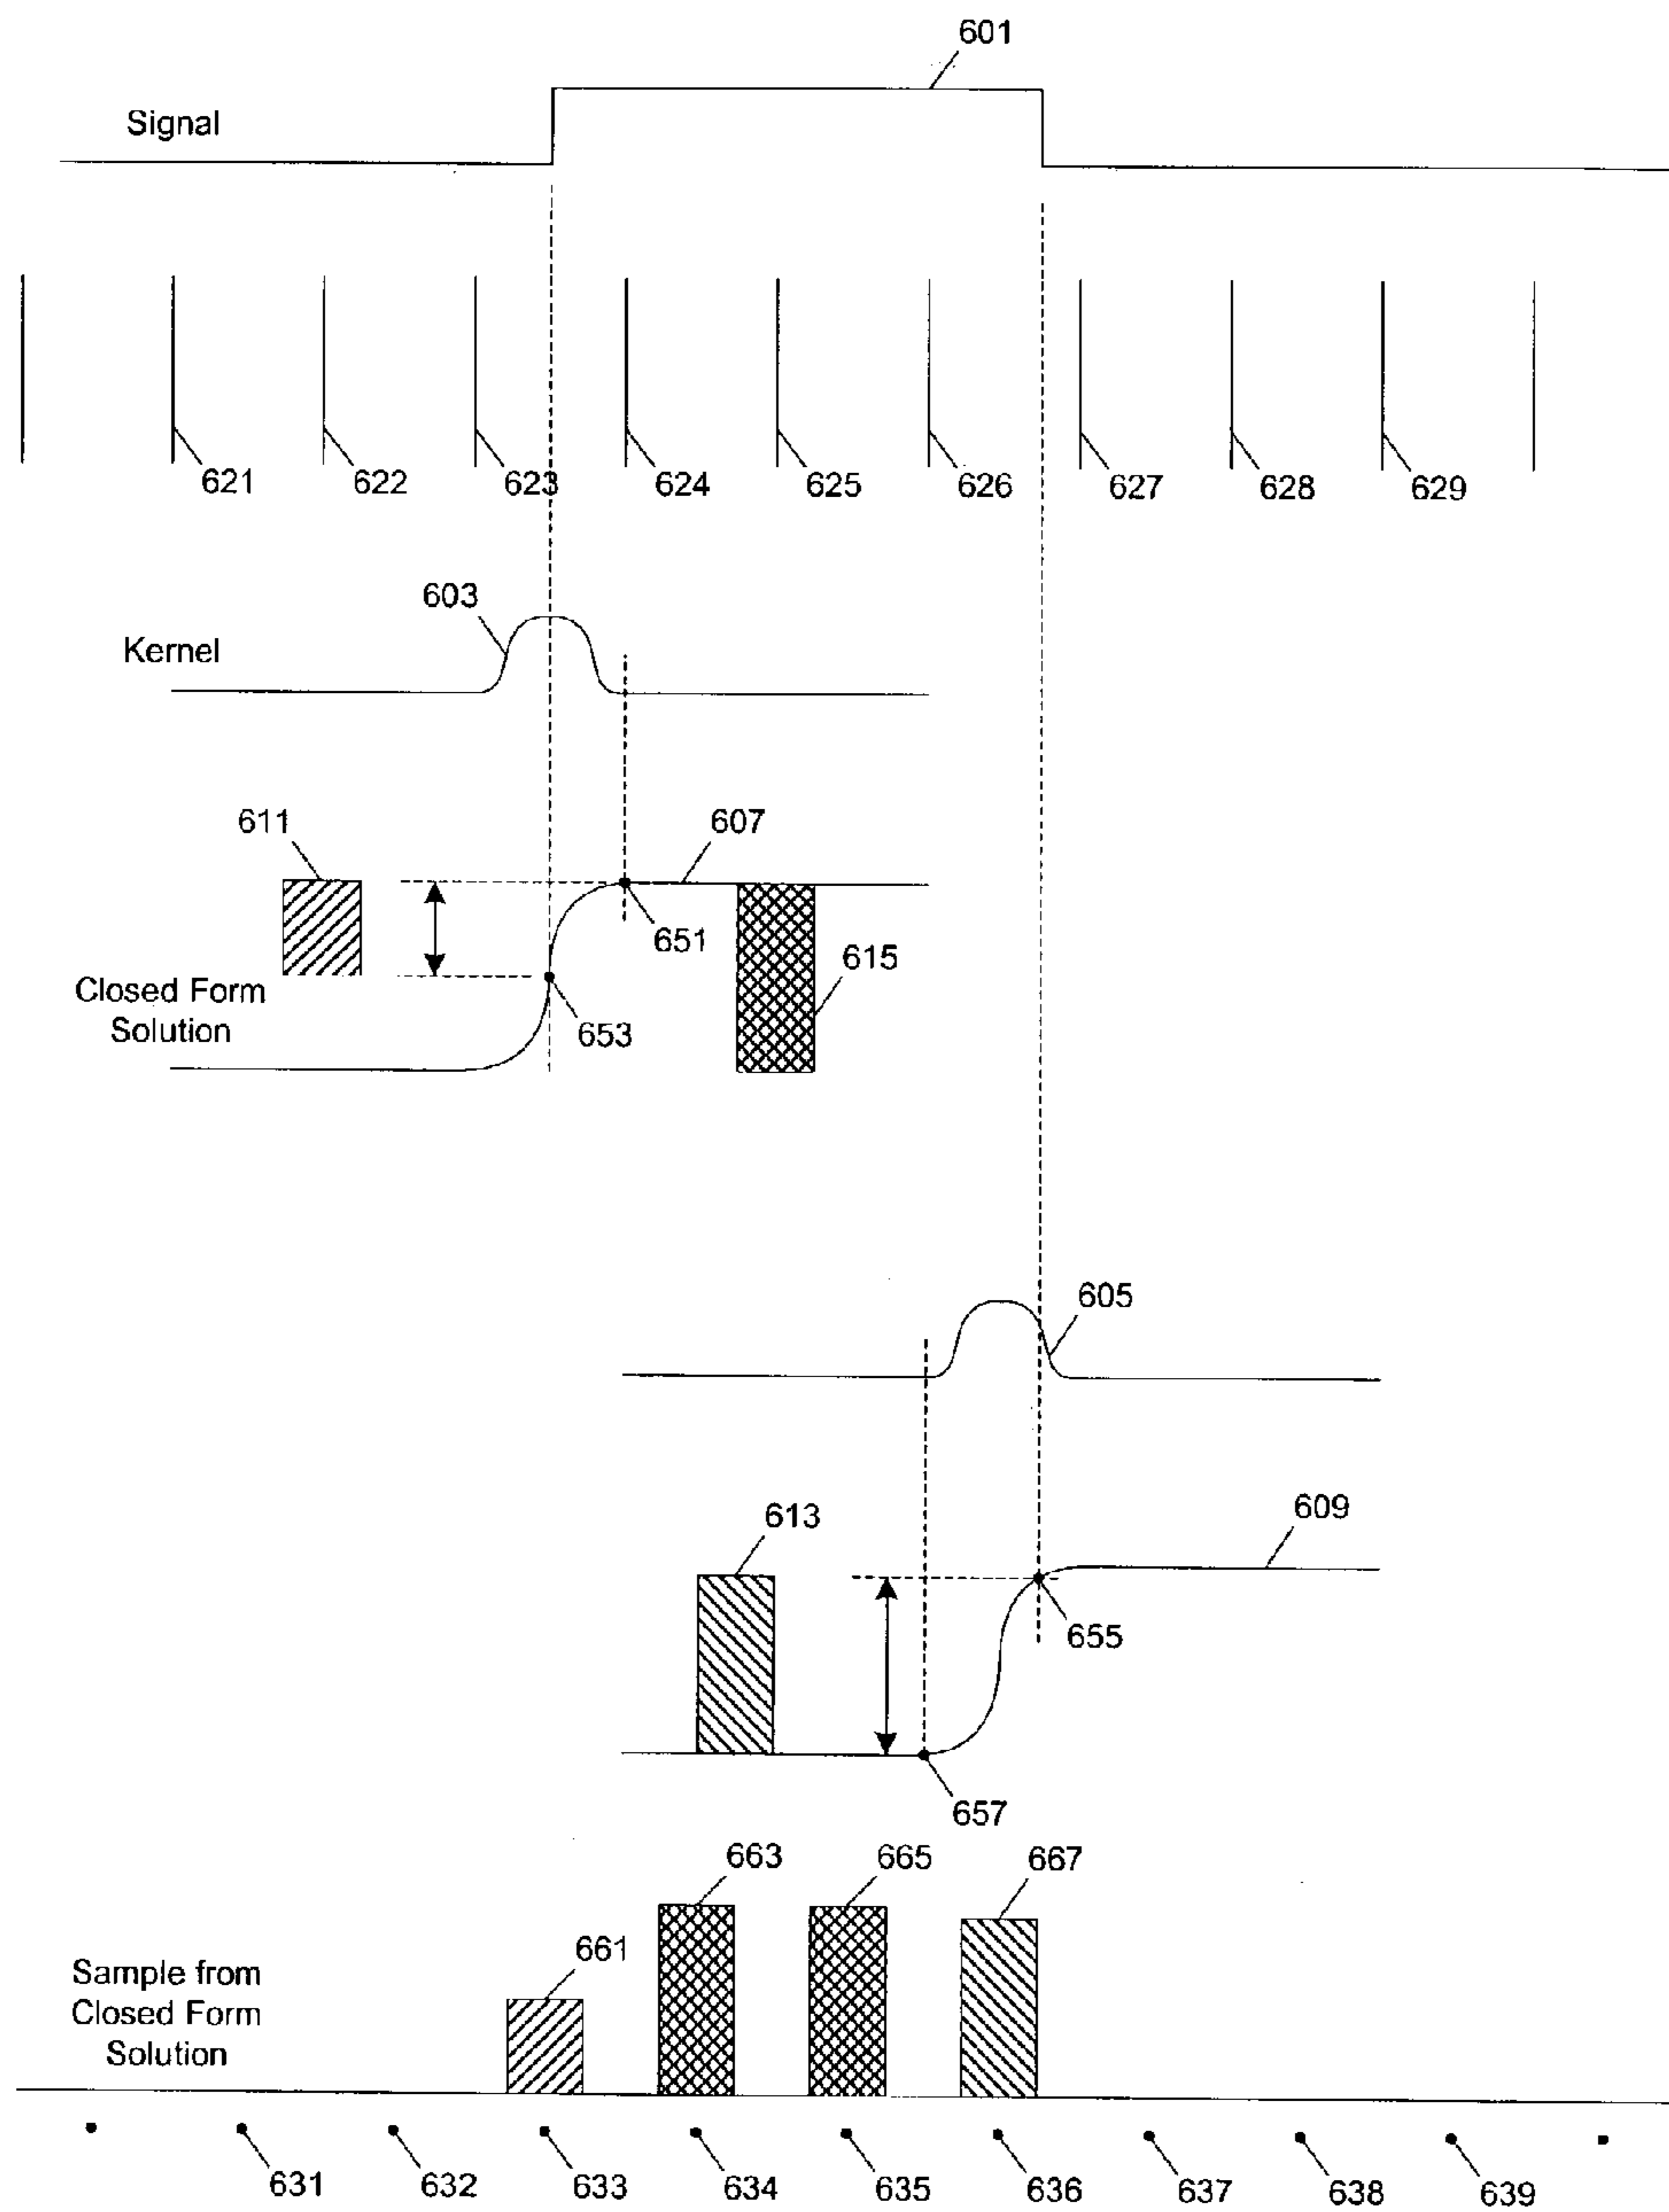 601
Signal
621 622 623 624 625 626 627 628 629
603
Kernel
611
607
651
615
Closed Form
Solution
653
605
613
609
655
657
663 665 667
661
Sample from
Closed Form
Solution
631 632 633 634 635 636 637 638 639